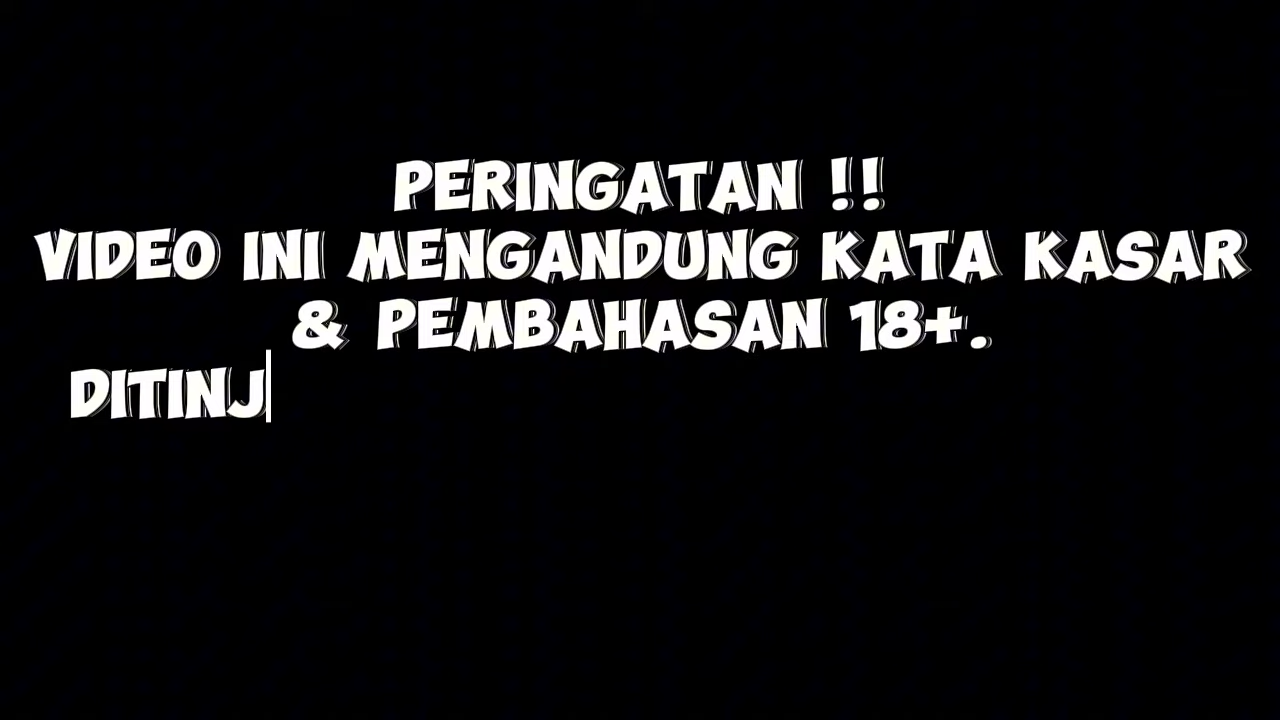 PERINGATAN !!
VIDEO INI MENGANDUNG KATA KASAR
& PEMBAHASAN 18+.
DITINJ